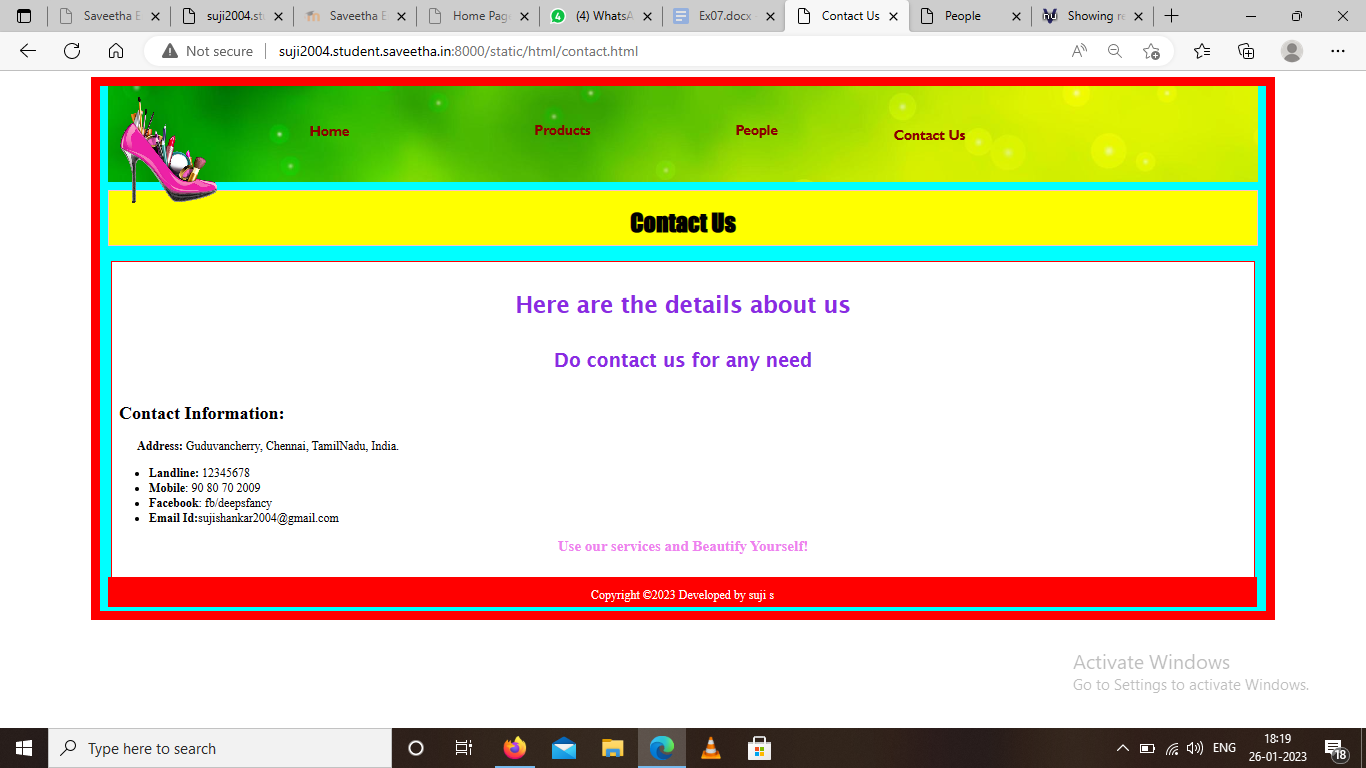 Saveetha E
suji2004.st
Saveetha E
Home Pag
(4) WhatsA
Ex07.docx -
Contact Us
People
Showing re
Not secure
suji2004.student.saveetha.in:8000/static/html/contact.html
Home
Products
People
Contact Us
Contact Us
Here are the details about us
Do contact us for any need
Contact Information:
Address: Guduvancherry, Chennai, TamilNadu, India.
Landline: 12345678
Mobile: 90 80 70 2009
Facebook: fb/deepsfancy
Email Id:sujishankar2004@gmail.com
Use our services and Beautify Yourself!
Copyright ©2023 Developed by suji s
Activate Windows
Go to Settings to activate Windows.
Type here to search
ENG
18:19
26-01-2023
18